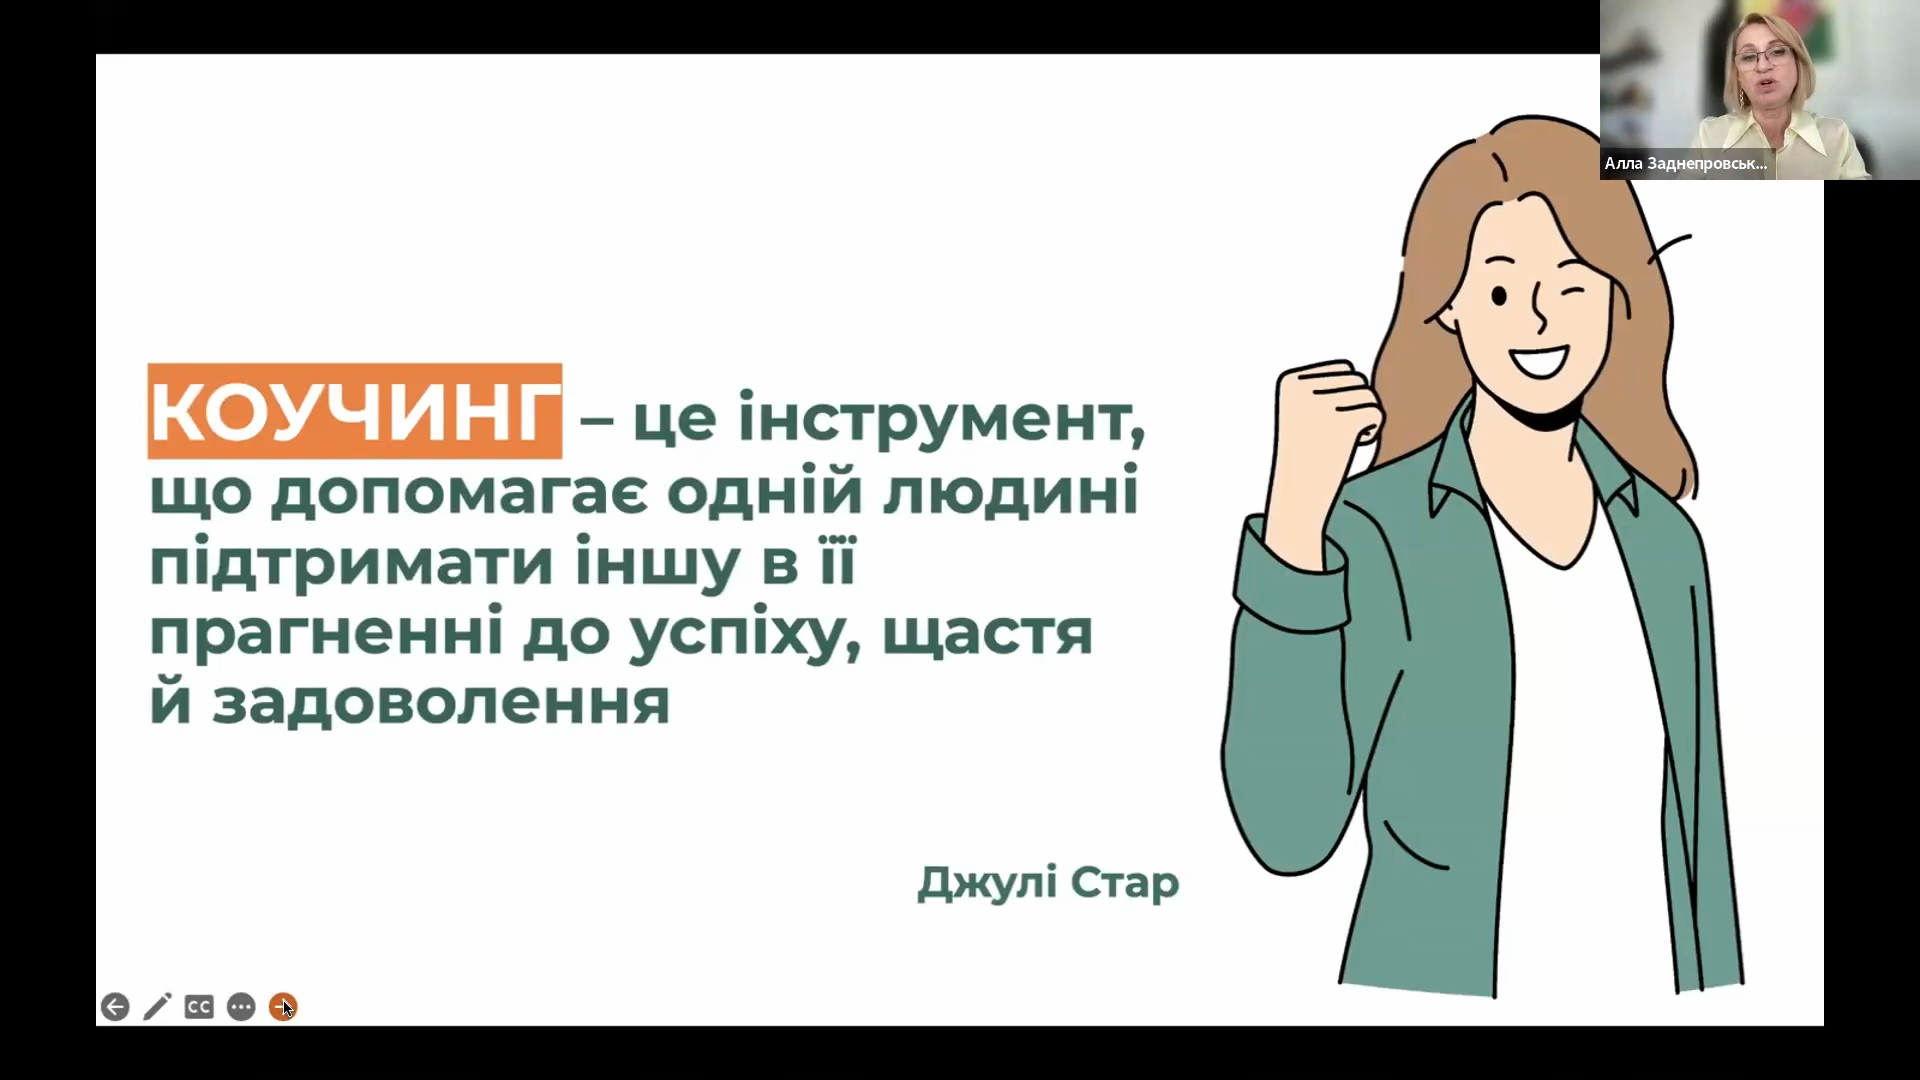 Алла Заднепровськ...
КОУЧИНГ – це інструмент,
що допомагає одній людині
підтримати іншу в її
прагненні до успіху, щастя
й задоволення
Джулі Стар
CC